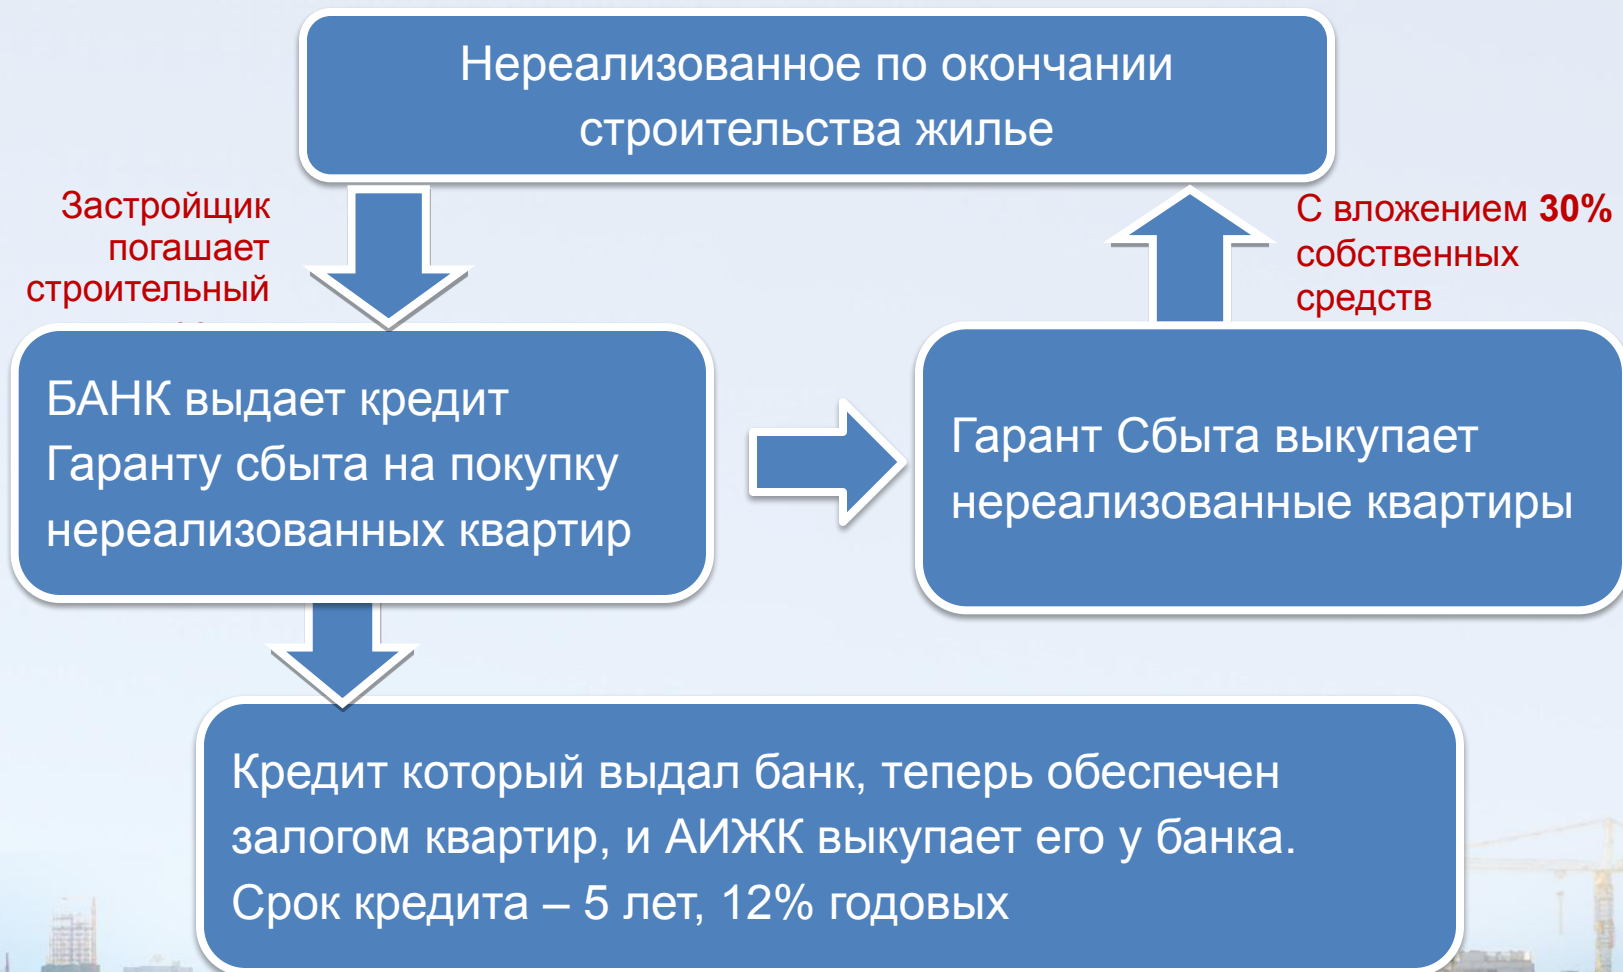 Нереализованное по окончании
строительства жилье
Застройщик
погашает
строительный
С вложением 30%
собственных
средств
БАНК выдает кредит
Гаранту сбыта на покупку
нереализованных квартир
Гарант Сбыта выкупает
нереализованные квартиры
Кредит который выдал банк, теперь обеспечен
залогом квартир, и АИЖК выкупает его у банка.
Срок кредита – 5 лет, 12% годовых